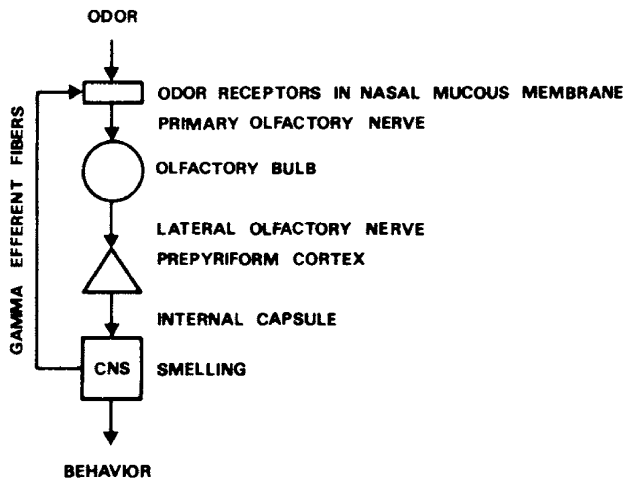 ODOR
ODOR RECEPTORS IN NASAL MUCOUS MEMBRANE
PRIMARY OLFACTORY NERVE
OLFACTORY BULB
LATERAL OLFACTORY NERVE
PREPYRIFORM CORTEX
INTERNAL CAPSULE
CNS
SMELLING
BEHAVIOR
GAMMA EFFERENT FIBERS